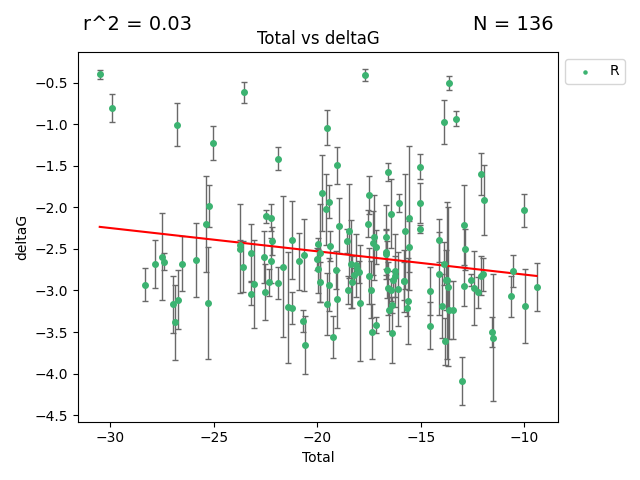 r^2 = 0.03 N = 136
Total vs deltaG
R
deltaG
−0.5
−1.0
−1.5
−2.0
−2.5
−3.0
−3.5
−4.0
−4.5
−30 −25 −20 −15 −10
Total